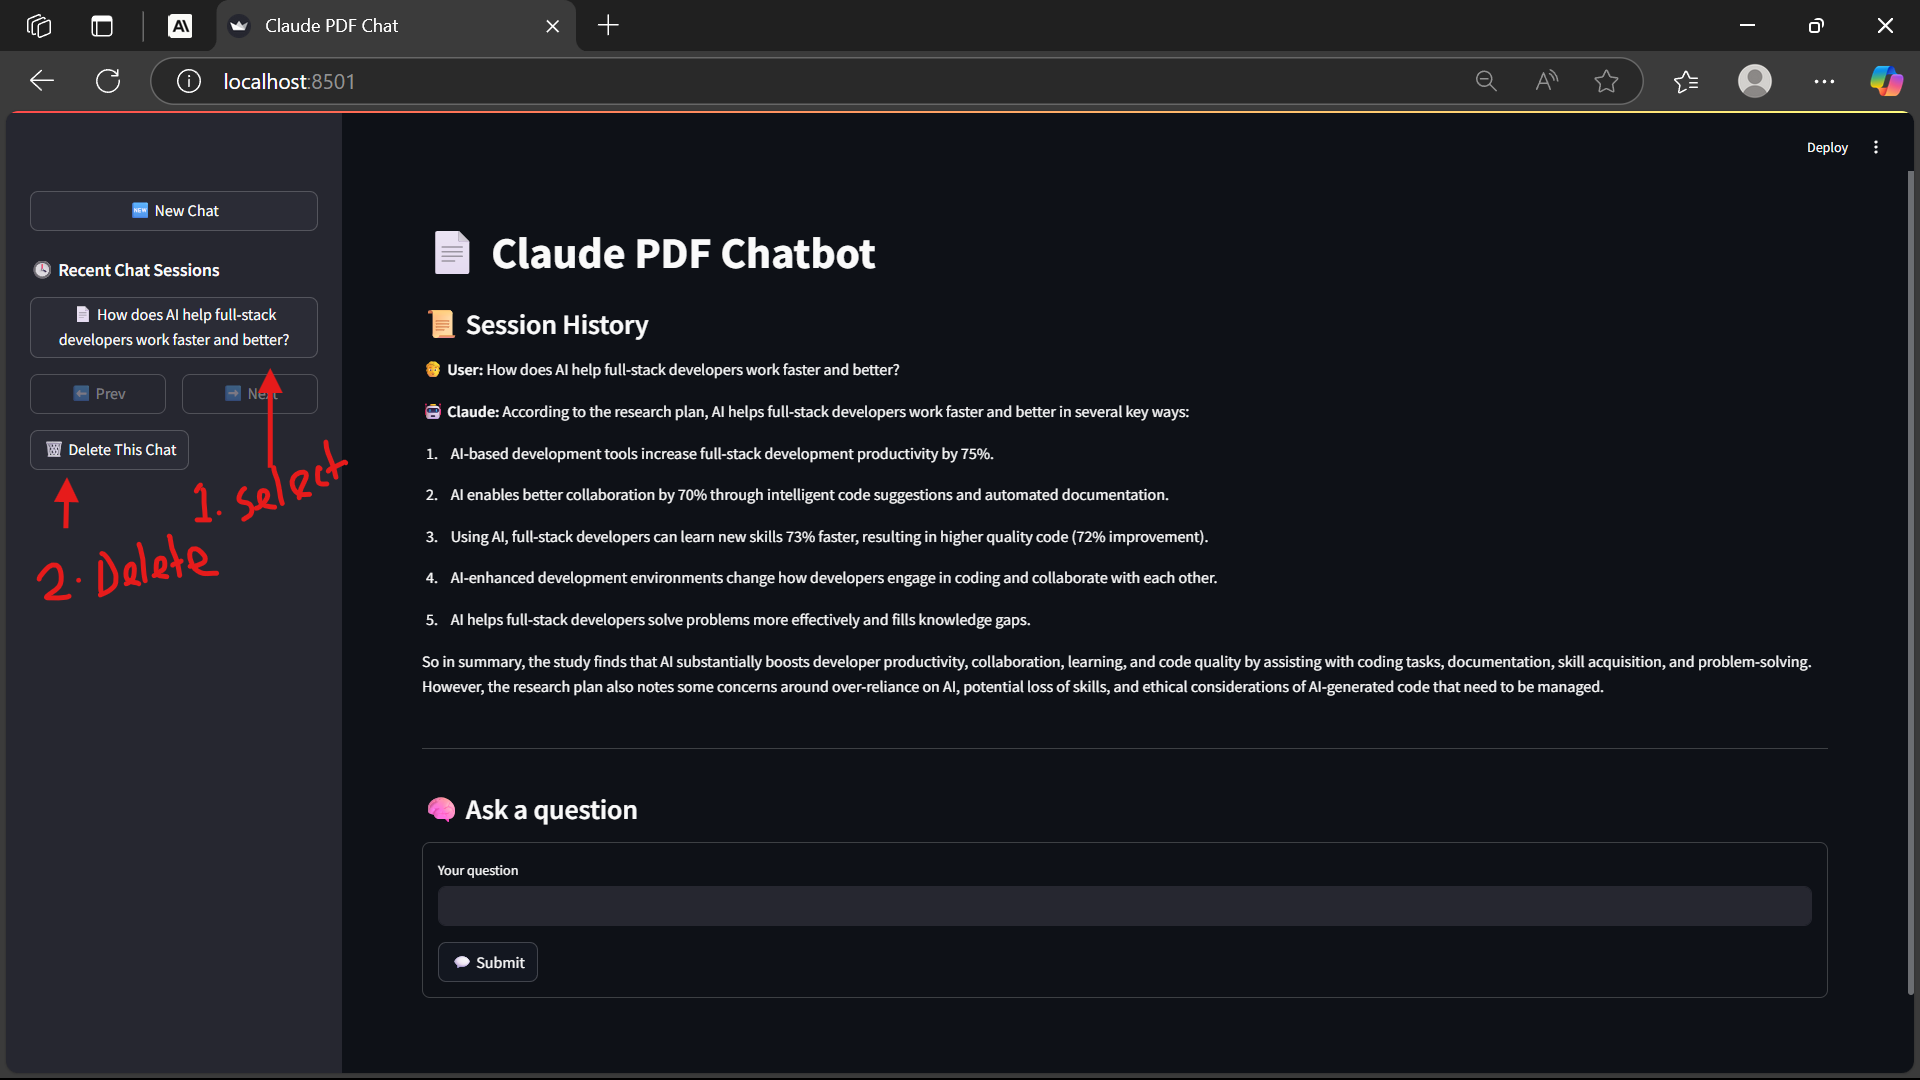 Claude PDF Chat
localhost:8501
Deploy
New Chat
Recent Chat Sessions
How does AI help full-stack
developers work faster and better?
Prev
Next
Delete This Chat
1. select
2. Delete
Claude PDF Chatbot
Session History
User: How does AI help full-stack developers work faster and better?
Claude: According to the research plan, AI helps full-stack developers work faster and better in several key ways:
1. AI-based development tools increase full-stack development productivity by 75%.
2. AI enables better collaboration by 70% through intelligent code suggestions and automated documentation.
3. Using AI, full-stack developers can learn new skills 73% faster, resulting in higher quality code (72% improvement).
4. AI-enhanced development environments change how developers engage in coding and collaborate with each other.
5. AI helps full-stack developers solve problems more effectively and fills knowledge gaps.
So in summary, the study finds that AI substantially boosts developer productivity, collaboration, learning, and code quality by assisting with coding tasks, documentation, skill acquisition, and problem-solving.
However, the research plan also notes some concerns around over-reliance on AI, potential loss of skills, and ethical considerations of AI-generated code that need to be managed.
Ask a question
Your question
Submit